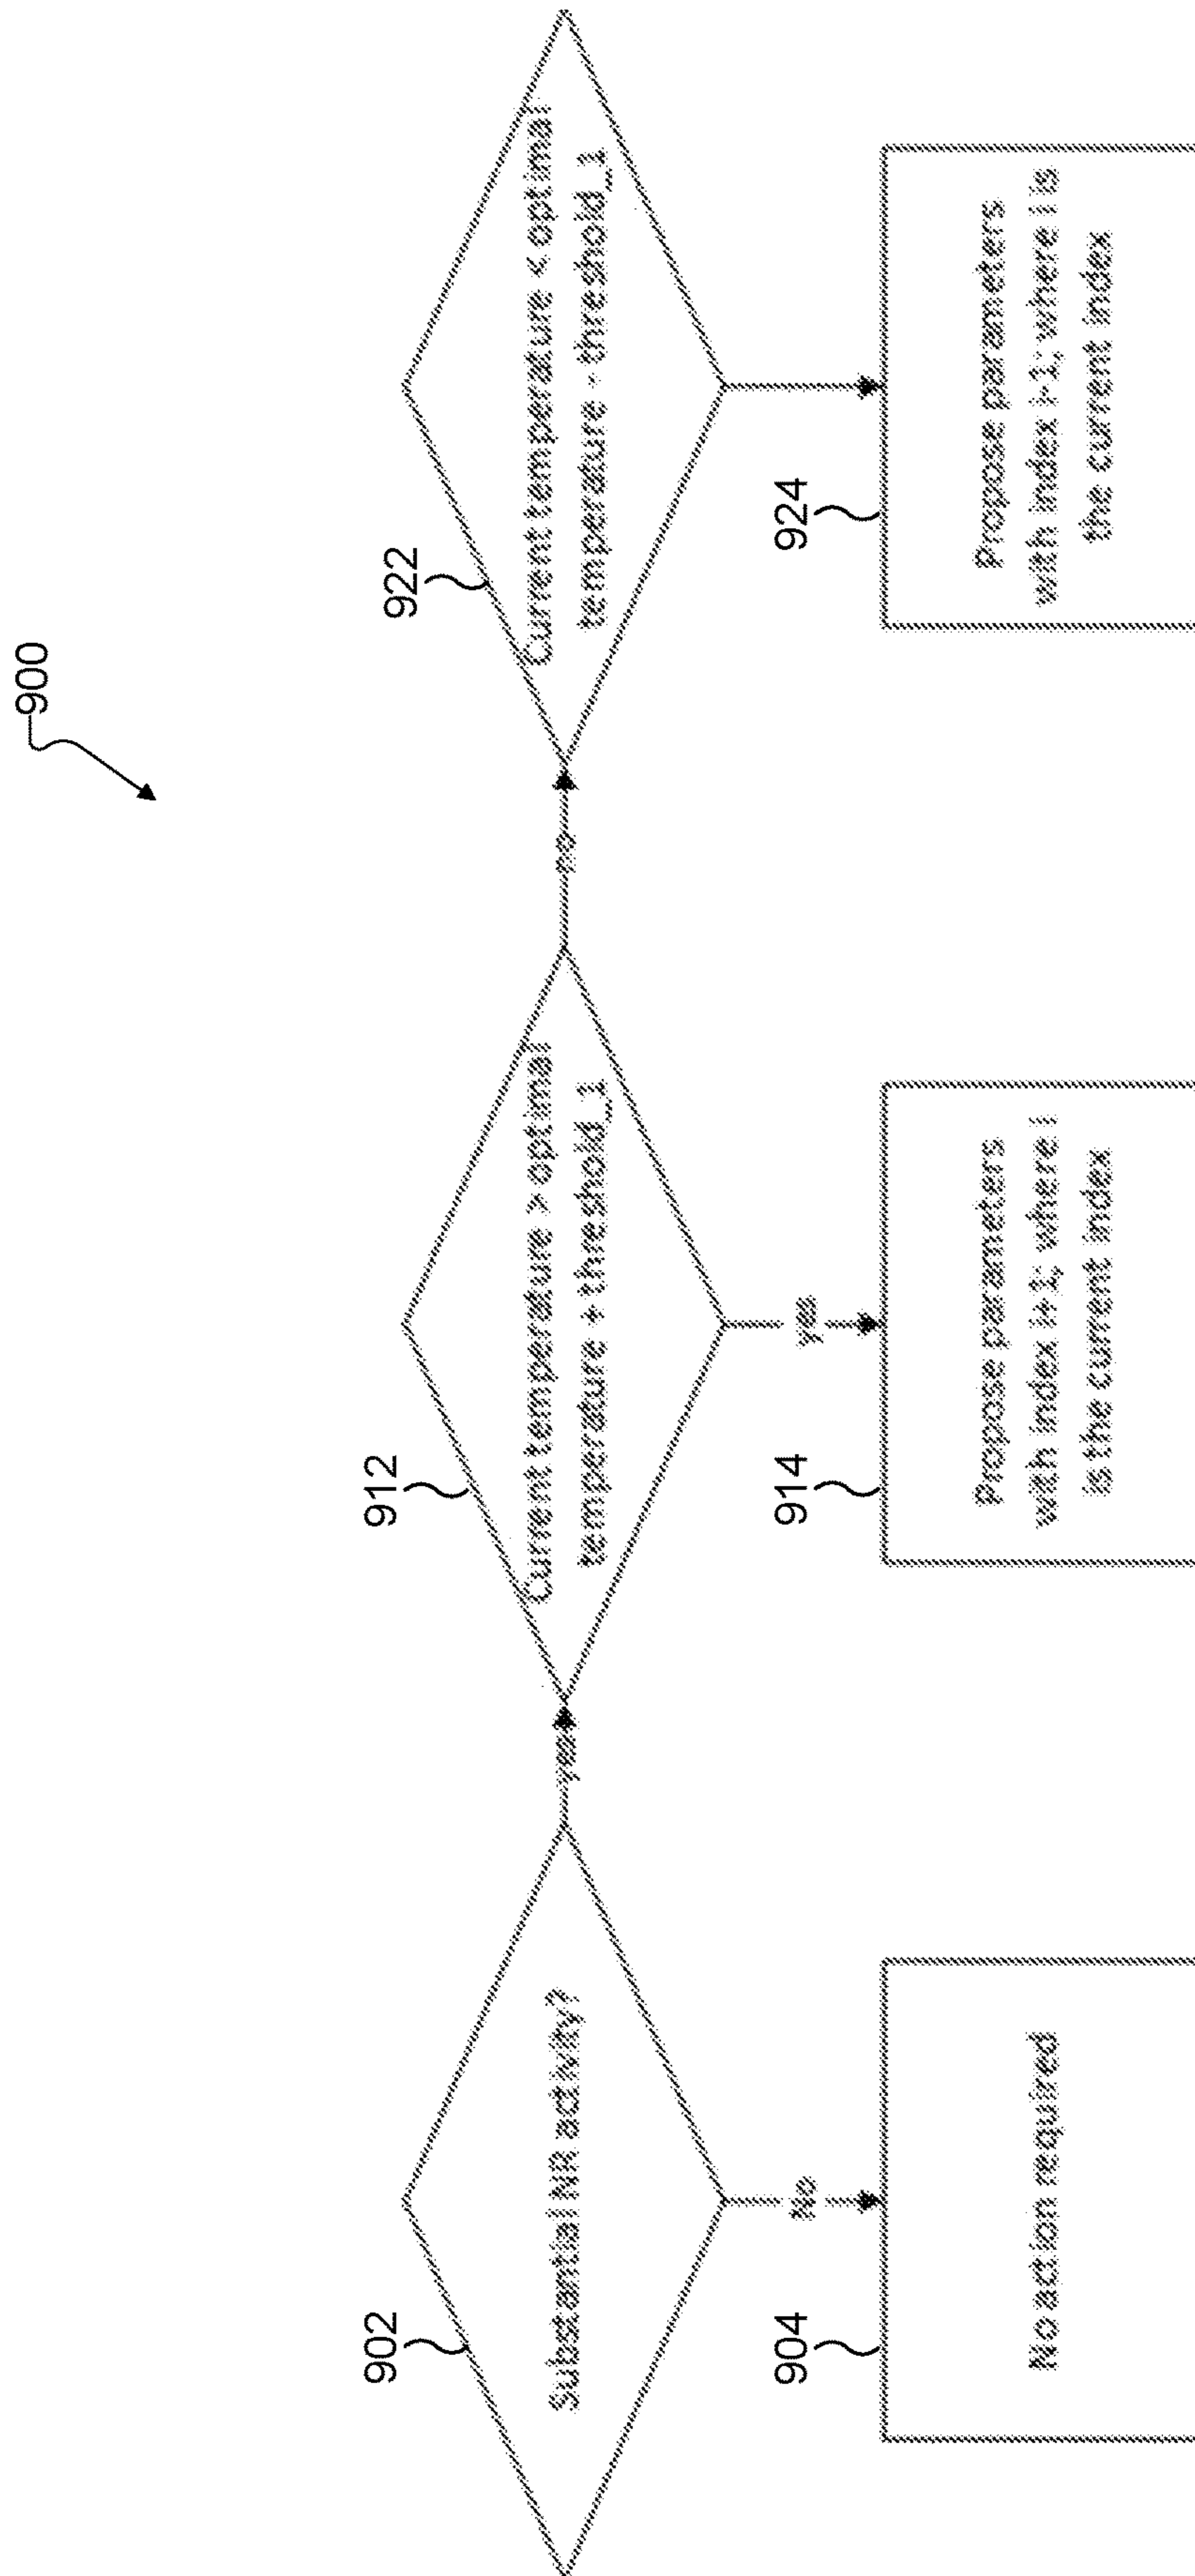 900
902
Substantial NR activity?
yes
912
Current temperature > optimal
temperature + threshold_1
no
922
Current temperature < optimal
temperature - threshold_1
No
904
No action required
yes
914
Propose parameters
with index i+1; where i
is the current index
924
Propose parameters
with index i-1; where i is
the current index